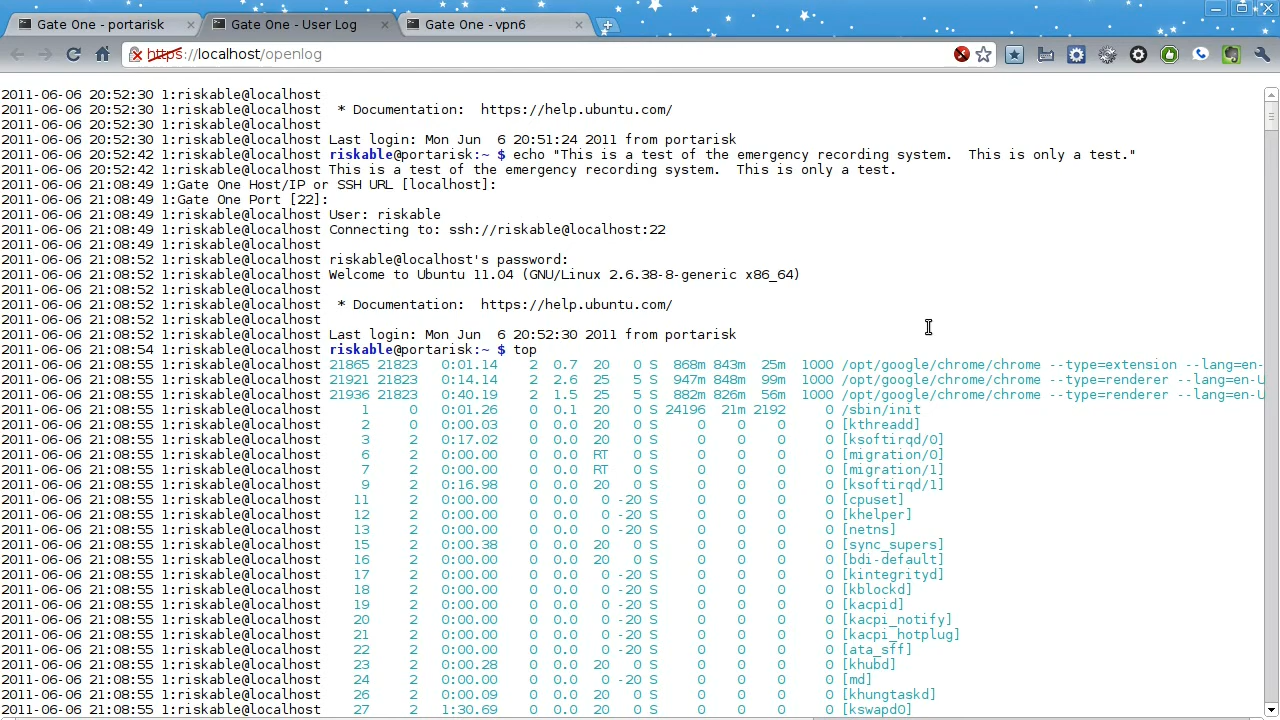 Gate One - portarisk
Gate One - User Log
Gate One - vpn6
https://localhost/openlog
2011-06-06 20:52:30 1:riskable@localhost
2011-06-06 20:52:30 1:riskable@localhost  * Documentation:  https://help.ubuntu.com/
2011-06-06 20:52:30 1:riskable@localhost
2011-06-06 20:52:30 1:riskable@localhost Last login: Mon Jun  6 20:51:24 2011 from portarisk
2011-06-06 20:52:42 1:riskable@localhost riskable@portarisk:~ $ echo "This is a test of the emergency recording system.  This is only a test."
2011-06-06 20:52:42 1:riskable@localhost This is a test of the emergency recording system.  This is only a test.
2011-06-06 21:08:49 1:Gate One Host/IP or SSH URL [localhost]:
2011-06-06 21:08:49 1:Gate One Port [22]:
2011-06-06 21:08:49 1:riskable@localhost User: riskable
2011-06-06 21:08:49 1:riskable@localhost Connecting to: ssh://riskable@localhost:22
2011-06-06 21:08:49 1:riskable@localhost
2011-06-06 21:08:52 1:riskable@localhost riskable@localhost's password:
2011-06-06 21:08:52 1:riskable@localhost Welcome to Ubuntu 11.04 (GNU/Linux 2.6.38-8-generic x86_64)
2011-06-06 21:08:52 1:riskable@localhost
2011-06-06 21:08:52 1:riskable@localhost  * Documentation:  https://help.ubuntu.com/
2011-06-06 21:08:52 1:riskable@localhost
2011-06-06 21:08:52 1:riskable@localhost Last login: Mon Jun  6 20:52:30 2011 from portarisk
2011-06-06 21:08:54 1:riskable@localhost riskable@portarisk:~ $ top
2011-06-06 21:08:55 1:riskable@localhost 21865 21823   0:01.14    2  0.7  20   0 S  868m 843m  25m  1000 /opt/google/chrome/chrome --type=extension --lang=en-
2011-06-06 21:08:55 1:riskable@localhost 21921 21823   0:14.14    2  2.6  25   5 S  947m 848m  99m  1000 /opt/google/chrome/chrome --type=renderer --lang=en-U
2011-06-06 21:08:55 1:riskable@localhost 21936 21823   0:40.19    2  1.5  25   5 S  882m 826m  56m  1000 /opt/google/chrome/chrome --type=renderer --lang=en-U
2011-06-06 21:08:55 1:riskable@localhost     1     0   0:01.26    0  0.1  20   0 S 24196  21m 2192     0 /sbin/init
2011-06-06 21:08:55 1:riskable@localhost     2     0   0:00.03    0  0.0  20   0 S     0    0    0     0 [kthreadd]
2011-06-06 21:08:55 1:riskable@localhost     3     2   0:17.02    0  0.0  20   0 S     0    0    0     0 [ksoftirqd/0]
2011-06-06 21:08:55 1:riskable@localhost     6     2   0:00.00    0  0.0  RT   0 S     0    0    0     0 [migration/0]
2011-06-06 21:08:55 1:riskable@localhost     7     2   0:00.00    0  0.0  RT   0 S     0    0    0     0 [migration/1]
2011-06-06 21:08:55 1:riskable@localhost     9     2   0:16.98    0  0.0  20   0 S     0    0    0     0 [ksoftirqd/1]
2011-06-06 21:08:55 1:riskable@localhost    11     2   0:00.00    0  0.0   0 -20 S     0    0    0     0 [cpuset]
2011-06-06 21:08:55 1:riskable@localhost    12     2   0:00.00    0  0.0   0 -20 S     0    0    0     0 [khelper]
2011-06-06 21:08:55 1:riskable@localhost    13     2   0:00.00    0  0.0   0 -20 S     0    0    0     0 [netns]
2011-06-06 21:08:55 1:riskable@localhost    15     2   0:00.38    0  0.0  20   0 S     0    0    0     0 [sync_supers]
2011-06-06 21:08:55 1:riskable@localhost    16     2   0:00.00    0  0.0  20   0 S     0    0    0     0 [bdi-default]
2011-06-06 21:08:55 1:riskable@localhost    17     2   0:00.00    0  0.0   0 -20 S     0    0    0     0 [kintegrityd]
2011-06-06 21:08:55 1:riskable@localhost    18     2   0:00.00    0  0.0   0 -20 S     0    0    0     0 [kblockd]
2011-06-06 21:08:55 1:riskable@localhost    19     2   0:00.00    0  0.0   0 -20 S     0    0    0     0 [kacpid]
2011-06-06 21:08:55 1:riskable@localhost    20     2   0:00.00    0  0.0   0 -20 S     0    0    0     0 [kacpi_notify]
2011-06-06 21:08:55 1:riskable@localhost    21     2   0:00.00    0  0.0   0 -20 S     0    0    0     0 [kacpi_hotplug]
2011-06-06 21:08:55 1:riskable@localhost    22     2   0:00.00    0  0.0   0 -20 S     0    0    0     0 [ata_sff]
2011-06-06 21:08:55 1:riskable@localhost    23     2   0:00.28    0  0.0  20   0 S     0    0    0     0 [khubd]
2011-06-06 21:08:55 1:riskable@localhost    24     2   0:00.00    0  0.0   0 -20 S     0    0    0     0 [md]
2011-06-06 21:08:55 1:riskable@localhost    26     2   0:00.09    0  0.0  20   0 S     0    0    0     0 [khungtaskd]
2011-06-06 21:08:55 1:riskable@localhost    27     2   1:30.69    0  0.0  20   0 S     0    0    0     0 [kswapd0]